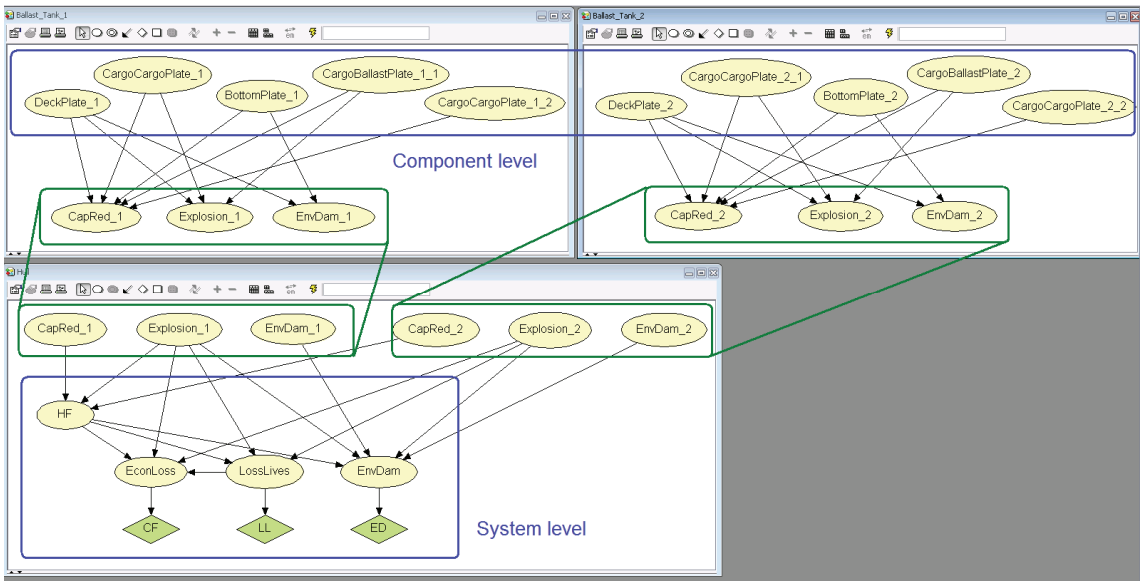 Ballast_Tank_1
Ballast_Tank_2
CargoCargoPlate_1
CargoBallastPlate_1_1
DeckPlate_1
BottomPlate_1
CargoCargoPlate_1_2
CargoCargoPlate_2_1
CargoBallastPlate_2
DeckPlate_2
BottomPlate_2
CargoCargoPlate_2_2
Component level
CapRed_1
Explosion_1
EnvDam_1
CapRed_2
Explosion_2
EnvDam_2
Hull
CapRed_1
Explosion_1
EnvDam_1
CapRed_2
Explosion_2
EnvDam_2
HF
EconLoss
LossLives
EnvDam
CF
LL
ED
System level